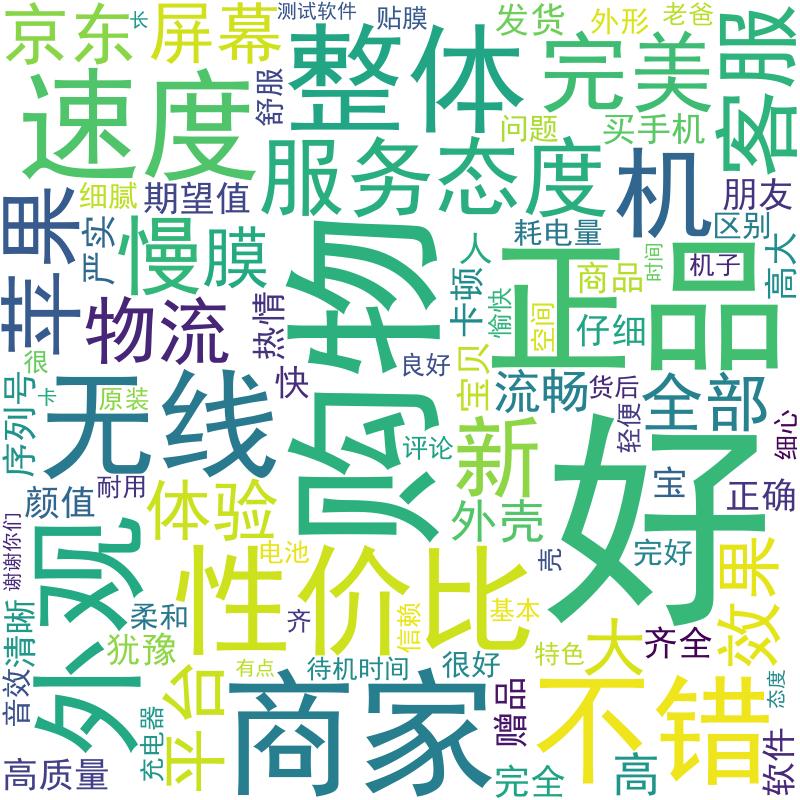 京东
长
屏幕
测试软件
贴膜
发货
外形
老爸
客服
速度
舒服
整体
完美
问题
买手机
服务态度
机
朋友
苹果
细腻
期望值
严实
慢膜
购物
人
耗电量
区别
高大
正品
商品
时间
机子
物流
热情
卡顿
愉快
空间
仔细
很
卡
序列号
原装
无线
快
良好
宝贝
流畅
货后
全部
轻便
细心
评论
新
好
颜值
耐用
体验
外壳
宝
正确
谢谢你们
外观
性价比
电池
壳
完好
效果
音效清晰
柔和
犹豫
齐
信赖
基本
大
齐全
特色
平台
有点
待机时间
很好
商家
赠品
不错
态度
充电器
高质量
完全
高
软件